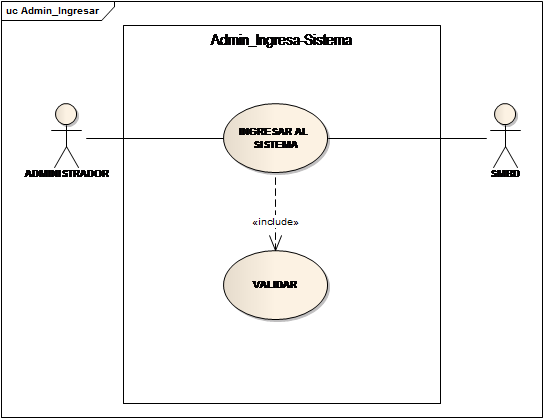 uc Admin_Ingresar
Admin_Ingresa-Sistema
INGRESAR AL
SISTEMA
ADMINISTRADOR
SMBD
«include»
VALIDAR